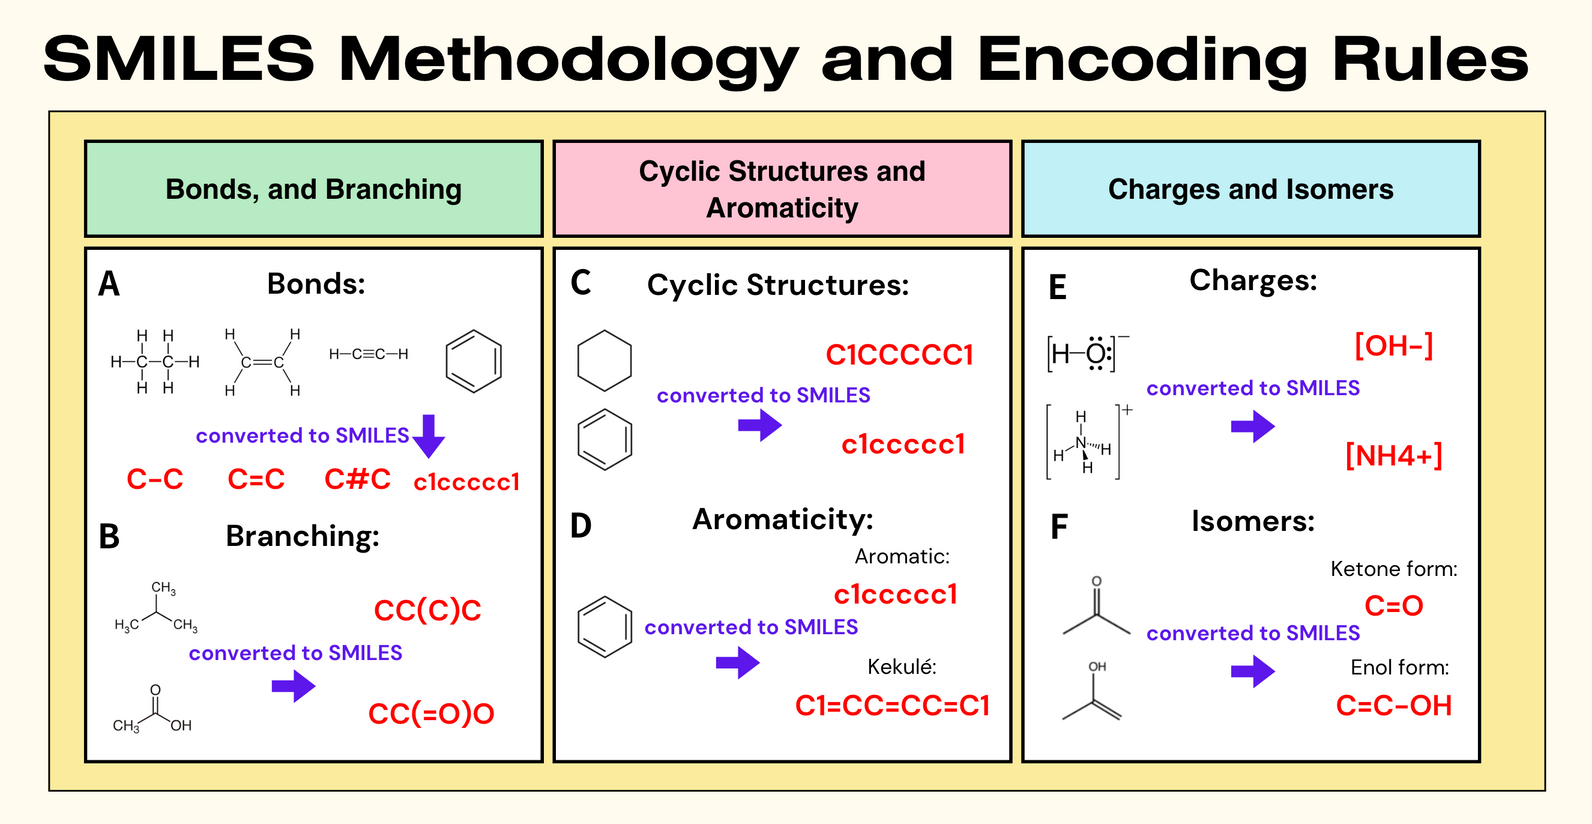 SMILES Methodology and Encoding Rules
Bonds, and Branching
Cyclic Structures and
Aromaticity
Charges and Isomers
A
Bonds:
H H
H–C–C–H
H H
H H
C=C
H H
H–C≡C–H
converted to SMILES
C–C
C=C
C#C
c1ccccc1
B
Branching:
CH3
H3C
CH3
CC(C)C
converted to SMILES
O
CH3
OH
CC(=O)O
C
Cyclic Structures:
C1CCCCC1
converted to SMILES
c1ccccc1
D
Aromaticity:
Aromatic:
c1ccccc1
converted to SMILES
Kekulé:
C1=CC=CC=C1
E
Charges:
[H–O:]–
[OH–]
converted to SMILES
H
H N H
H
+
[NH4+]
F
Isomers:
Ketone form:
O
C=O
converted to SMILES
OH
Enol form:
C=C–OH